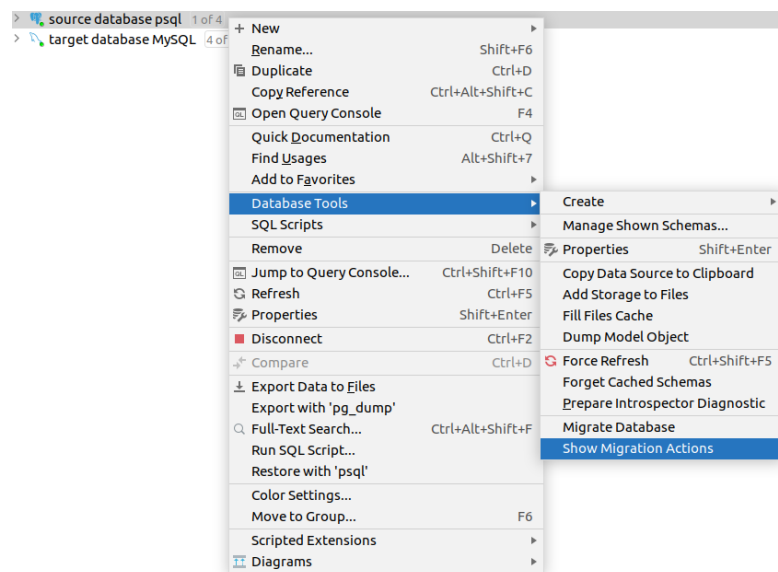 source database psql 1 of 4
target database MySQL 4 of
New
Rename... Shift+F6
Duplicate Ctrl+D
Copy Reference Ctrl+Alt+Shift+C
QL Open Query Console F4
Quick Documentation Ctrl+Q
Find Usages Alt+Shift+7
Add to Favorites
Database Tools
SQL Scripts
Remove Delete
QL Jump to Query Console... Ctrl+Shift+F10
Refresh Ctrl+F5
Properties Shift+Enter
Disconnect Ctrl+F2
Compare Ctrl+D
Export Data to Files
Export with 'pg_dump'
Full-Text Search... Ctrl+Alt+Shift+F
Run SQL Script...
Restore with 'psql'
Color Settings...
Move to Group... F6
Scripted Extensions
Diagrams
Create
Manage Shown Schemas...
Properties Shift+Enter
Copy Data Source to Clipboard
Add Storage to Files
Fill Files Cache
Dump Model Object
Force Refresh Ctrl+Shift+F5
Forget Cached Schemas
Prepare Introspector Diagnostic
Migrate Database
Show Migration Actions